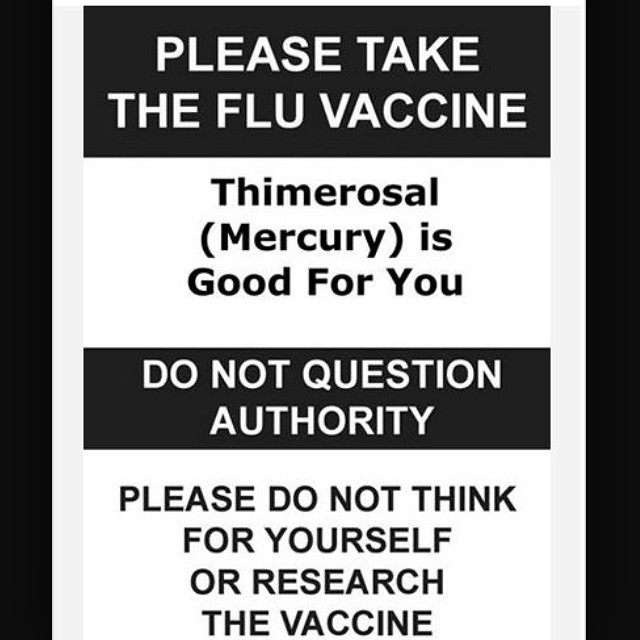 PLEASE TAKE
THE FLU VACCINE
Thimerosal
(Mercury) is
Good For You
DO NOT QUESTION
AUTHORITY
PLEASE DO NOT THINK
FOR YOURSELF
OR RESEARCH
THE VACCINE